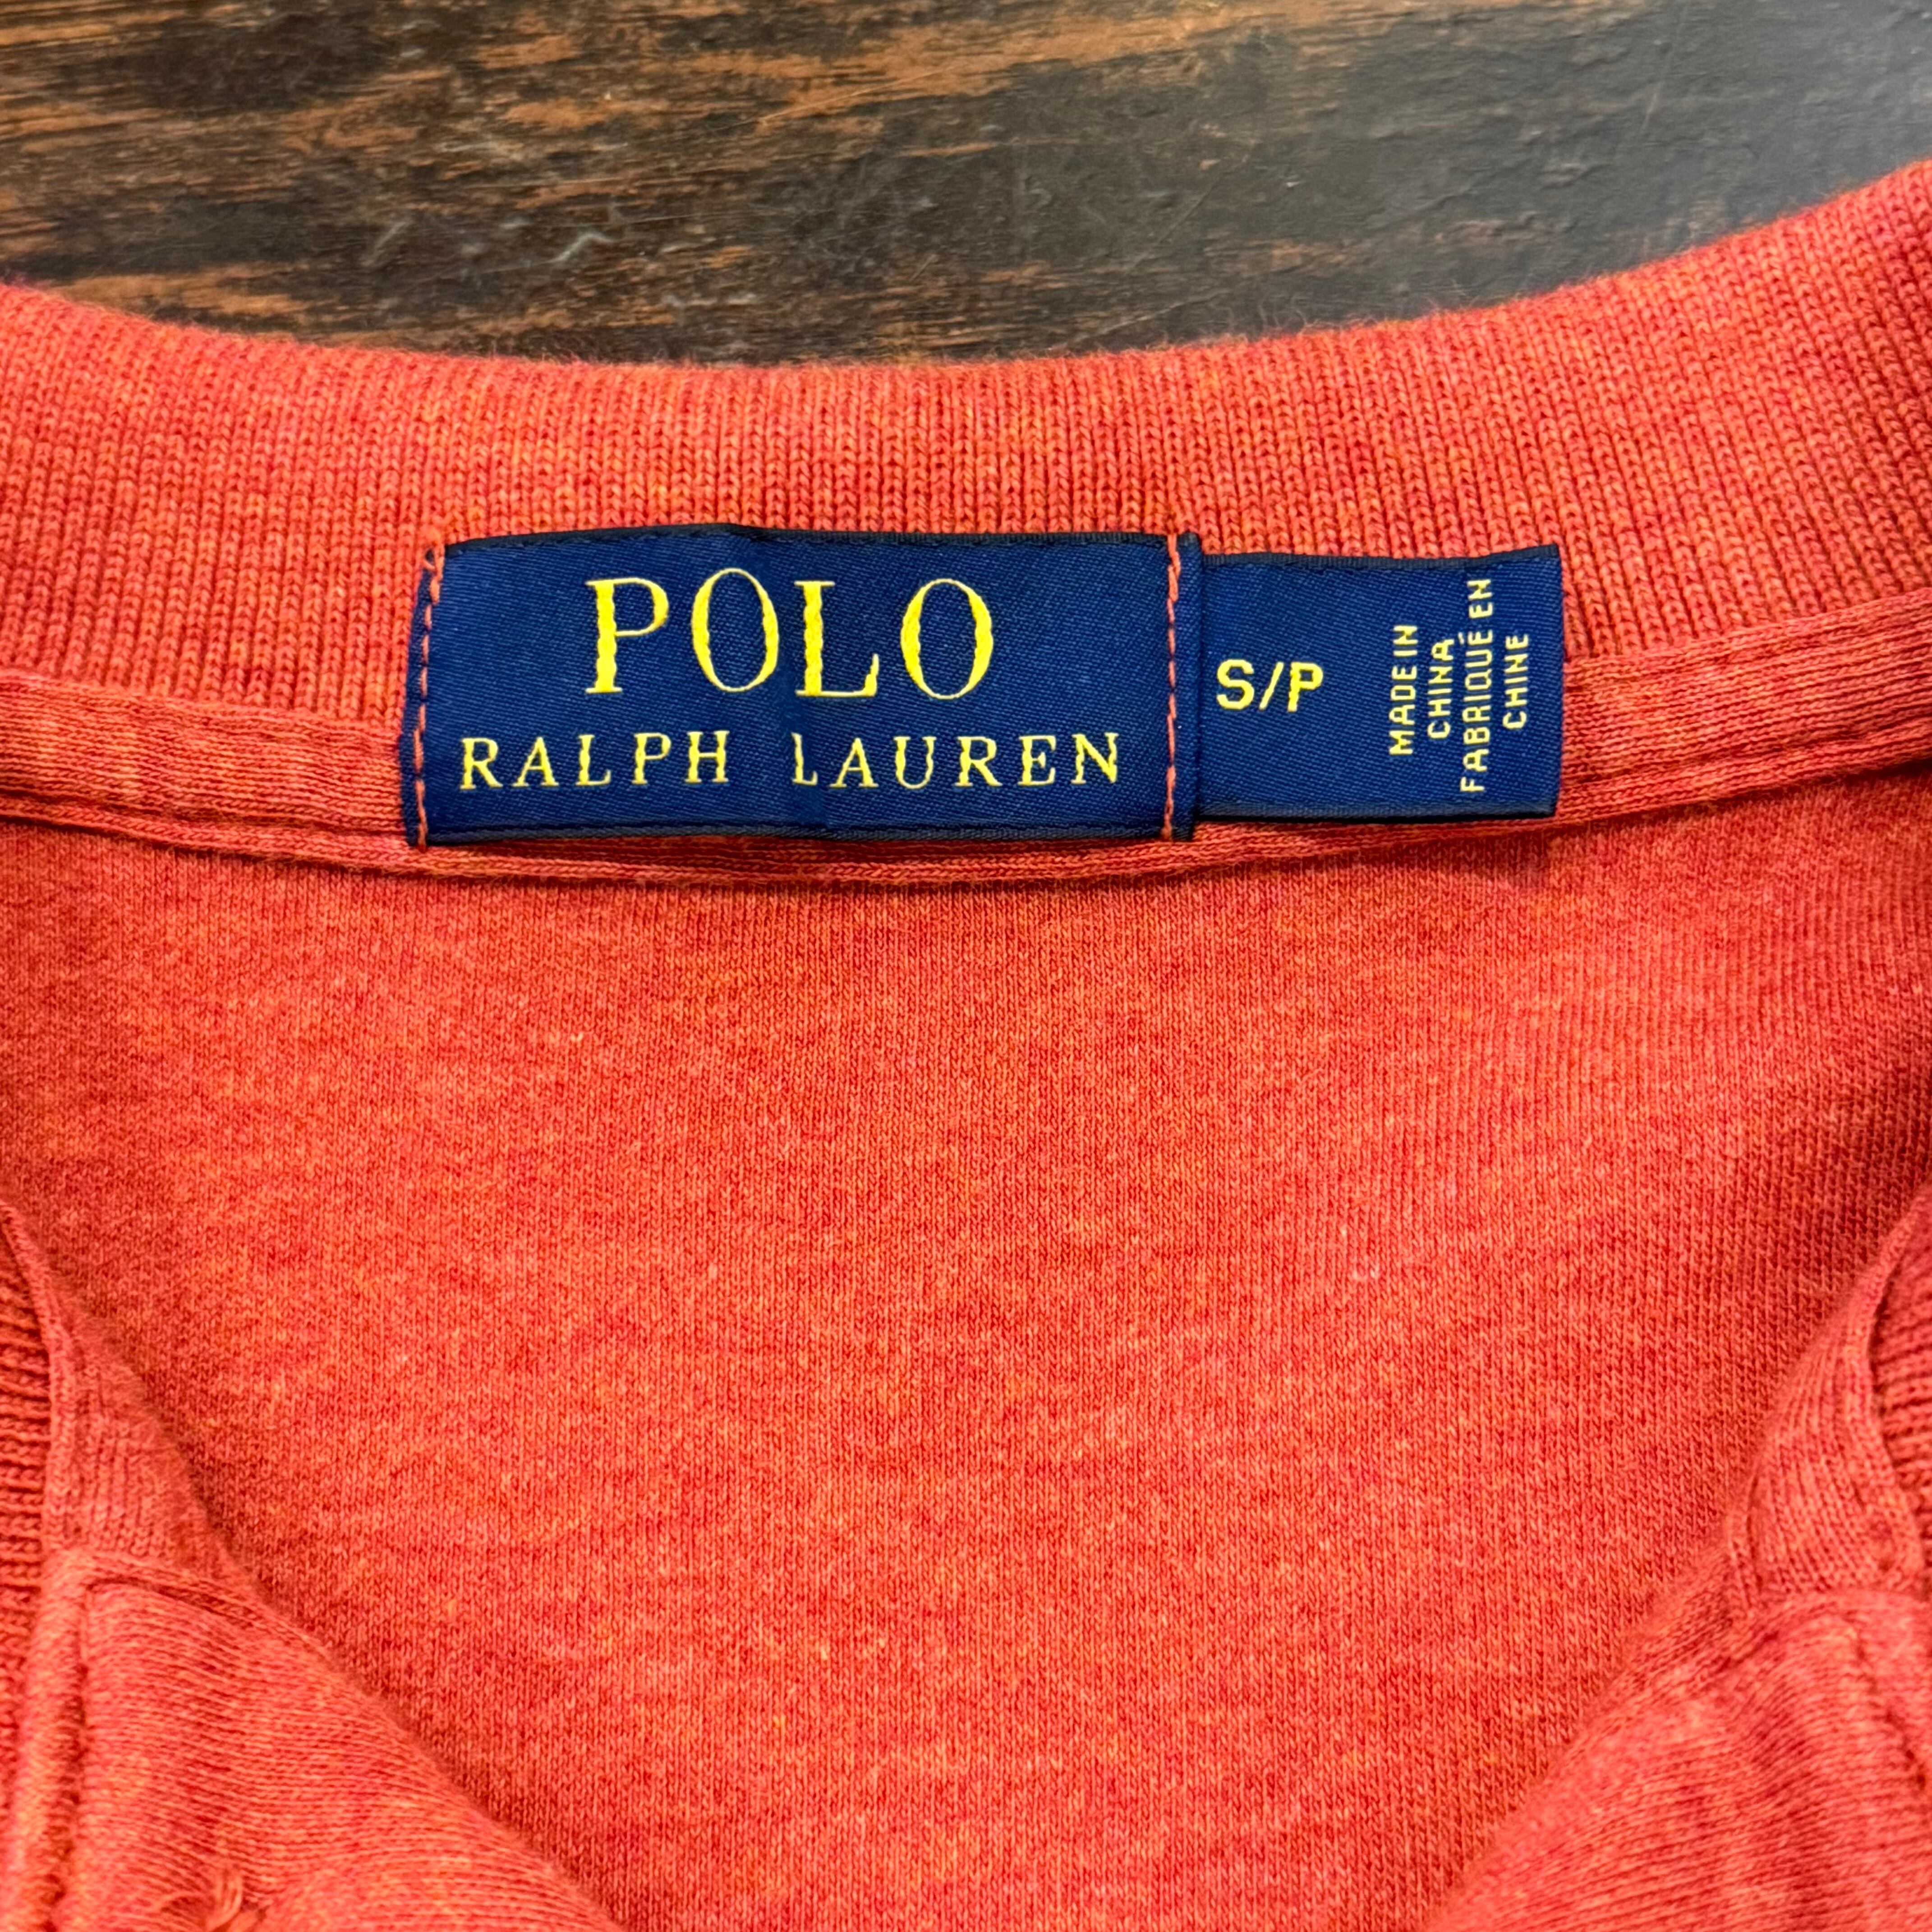 POLO
RALPH LAUREN
S/P
MADE IN
CHINA
FABRIQUÉ EN
CHINE